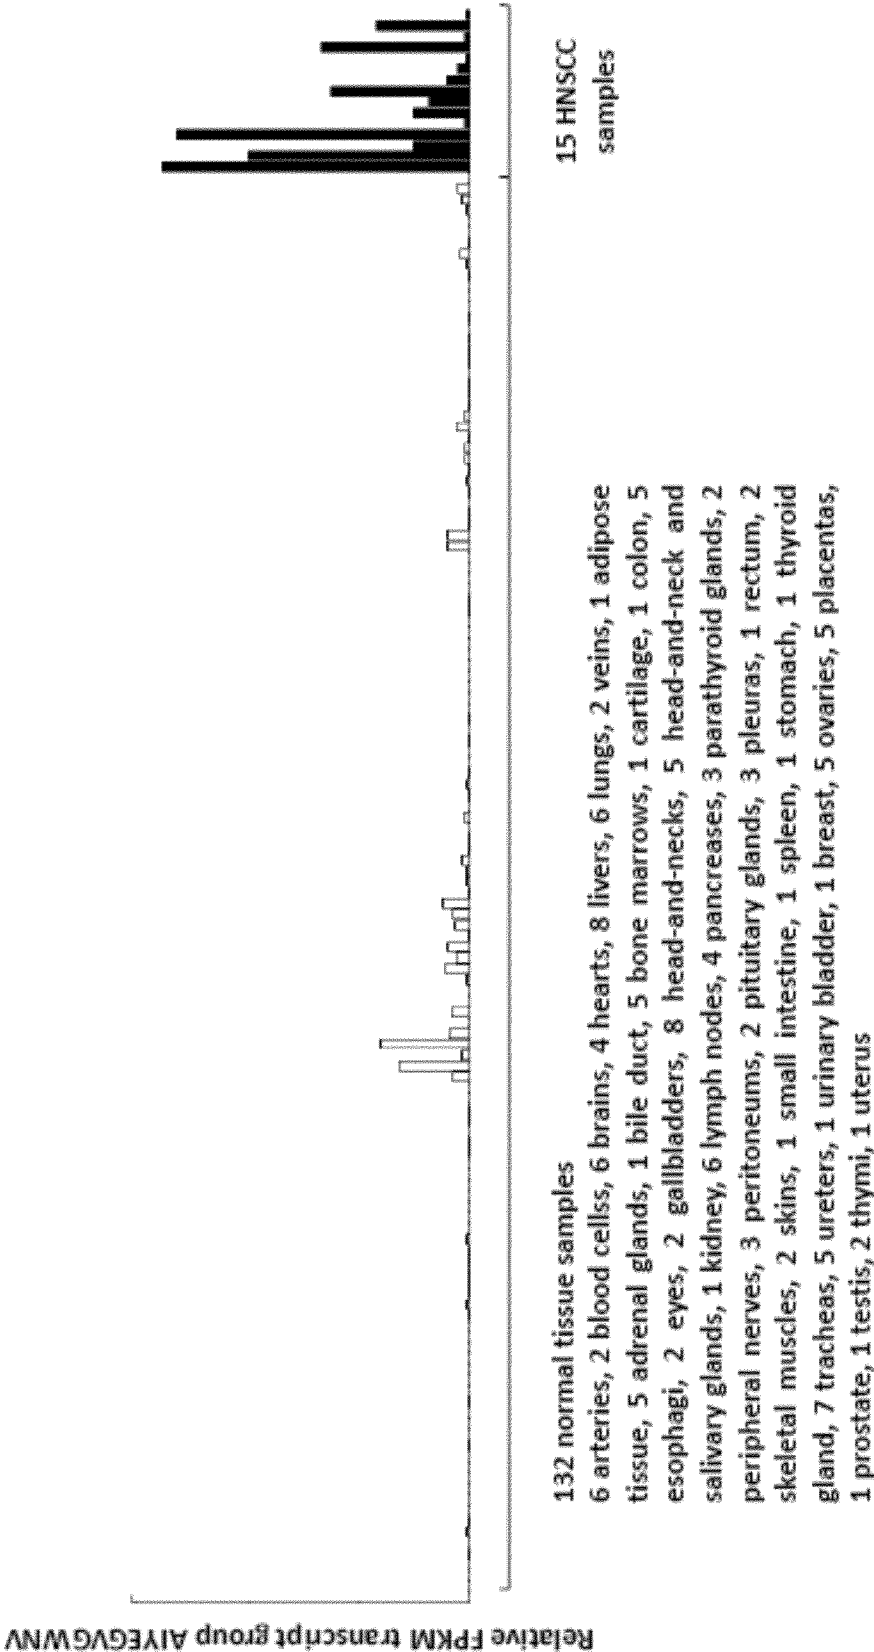 Relative FPKM transcript group AIYEGVGWNV
132 normal tissue samples
6 arteries, 2 blood cellss, 6 brains, 4 hearts, 8 livers, 6 lungs, 2 veins, 1 adipose
tissue, 5 adrenal glands, 1 bile duct, 5 bone marrows, 1 cartilage, 1 colon, 5
esophagi, 2 eyes, 2 gallbladders, 8 head-and-necks, 5 head-and-neck and
salivary glands, 1 kidney, 6 lymph nodes, 4 pancreases, 3 parathyroid glands, 2
peripheral nerves, 3 peritoneums, 2 pituitary glands, 3 pleuras, 1 rectum, 2
skeletal muscles, 2 skins, 1 small intestine, 1 spleen, 1 stomach, 1 thyroid
gland, 7 tracheas, 5 ureters, 1 urinary bladder, 1 breast, 5 ovaries, 5 placentas,
1 prostate, 1 testis, 2 thymi, 1 uterus
15 HNSCC
samples